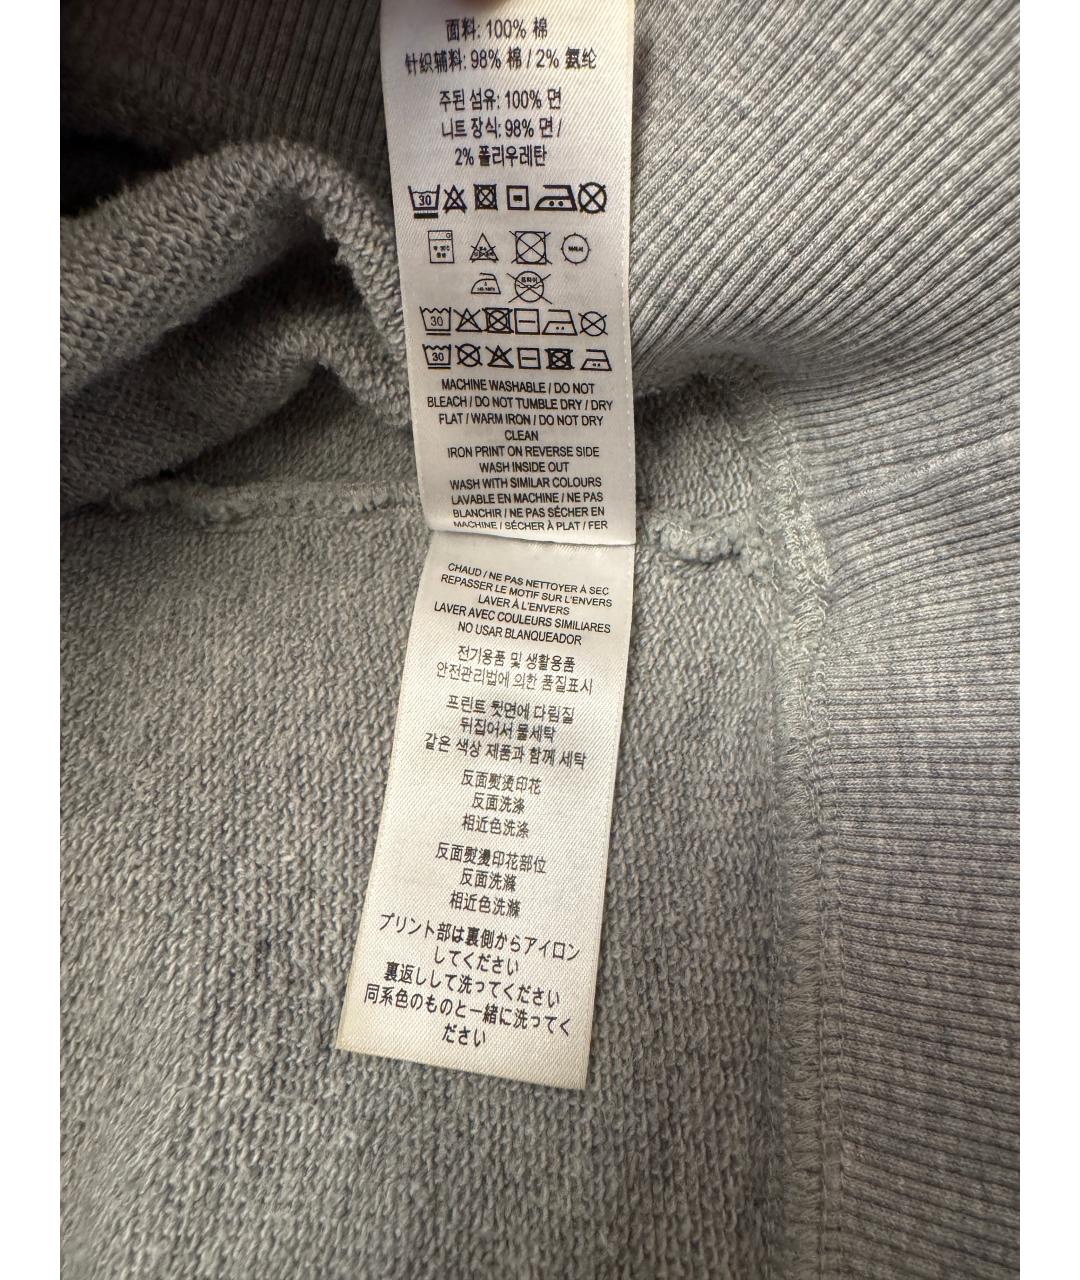 面料: 100% 棉
针织辅料: 98% 棉 / 2% 氨纶
주된 섬유: 100% 면
니트 장식: 98% 면 /
2% 폴리우레탄
30
30
30
MACHINE WASHABLE / DO NOT
BLEACH / DO NOT TUMBLE DRY / DRY
FLAT / WARM IRON / DO NOT DRY
CLEAN
IRON PRINT ON REVERSE SIDE
WASH INSIDE OUT
WASH WITH SIMILAR COLOURS
LAVABLE EN MACHINE / NE PAS
BLANCHIR / NE PAS SÉCHER EN
MACHINE / SÉCHER À PLAT / FER
CHAUD / NE PAS NETTOYER À SEC
REPASSER LE MOTIF SUR L'ENVERS
LAVER À L'ENVERS
LAVER AVEC COULEURS SIMILIARES
NO USAR BLANQUEADOR
전기용품 및 생활용품
안전관리법에 의한 품질표시
프린트 뒷면에 다림질
뒤집어서 물세탁
같은 색상 제품과 함께 세탁
反面熨烫印花
反面洗涤
相近色洗涤
反面熨燙印花部位
反面洗滌
相近色洗滌
プリント部は裏側からアイロン
してください
裏返しして洗ってください
同系色のものと一緒に洗ってく
ださい